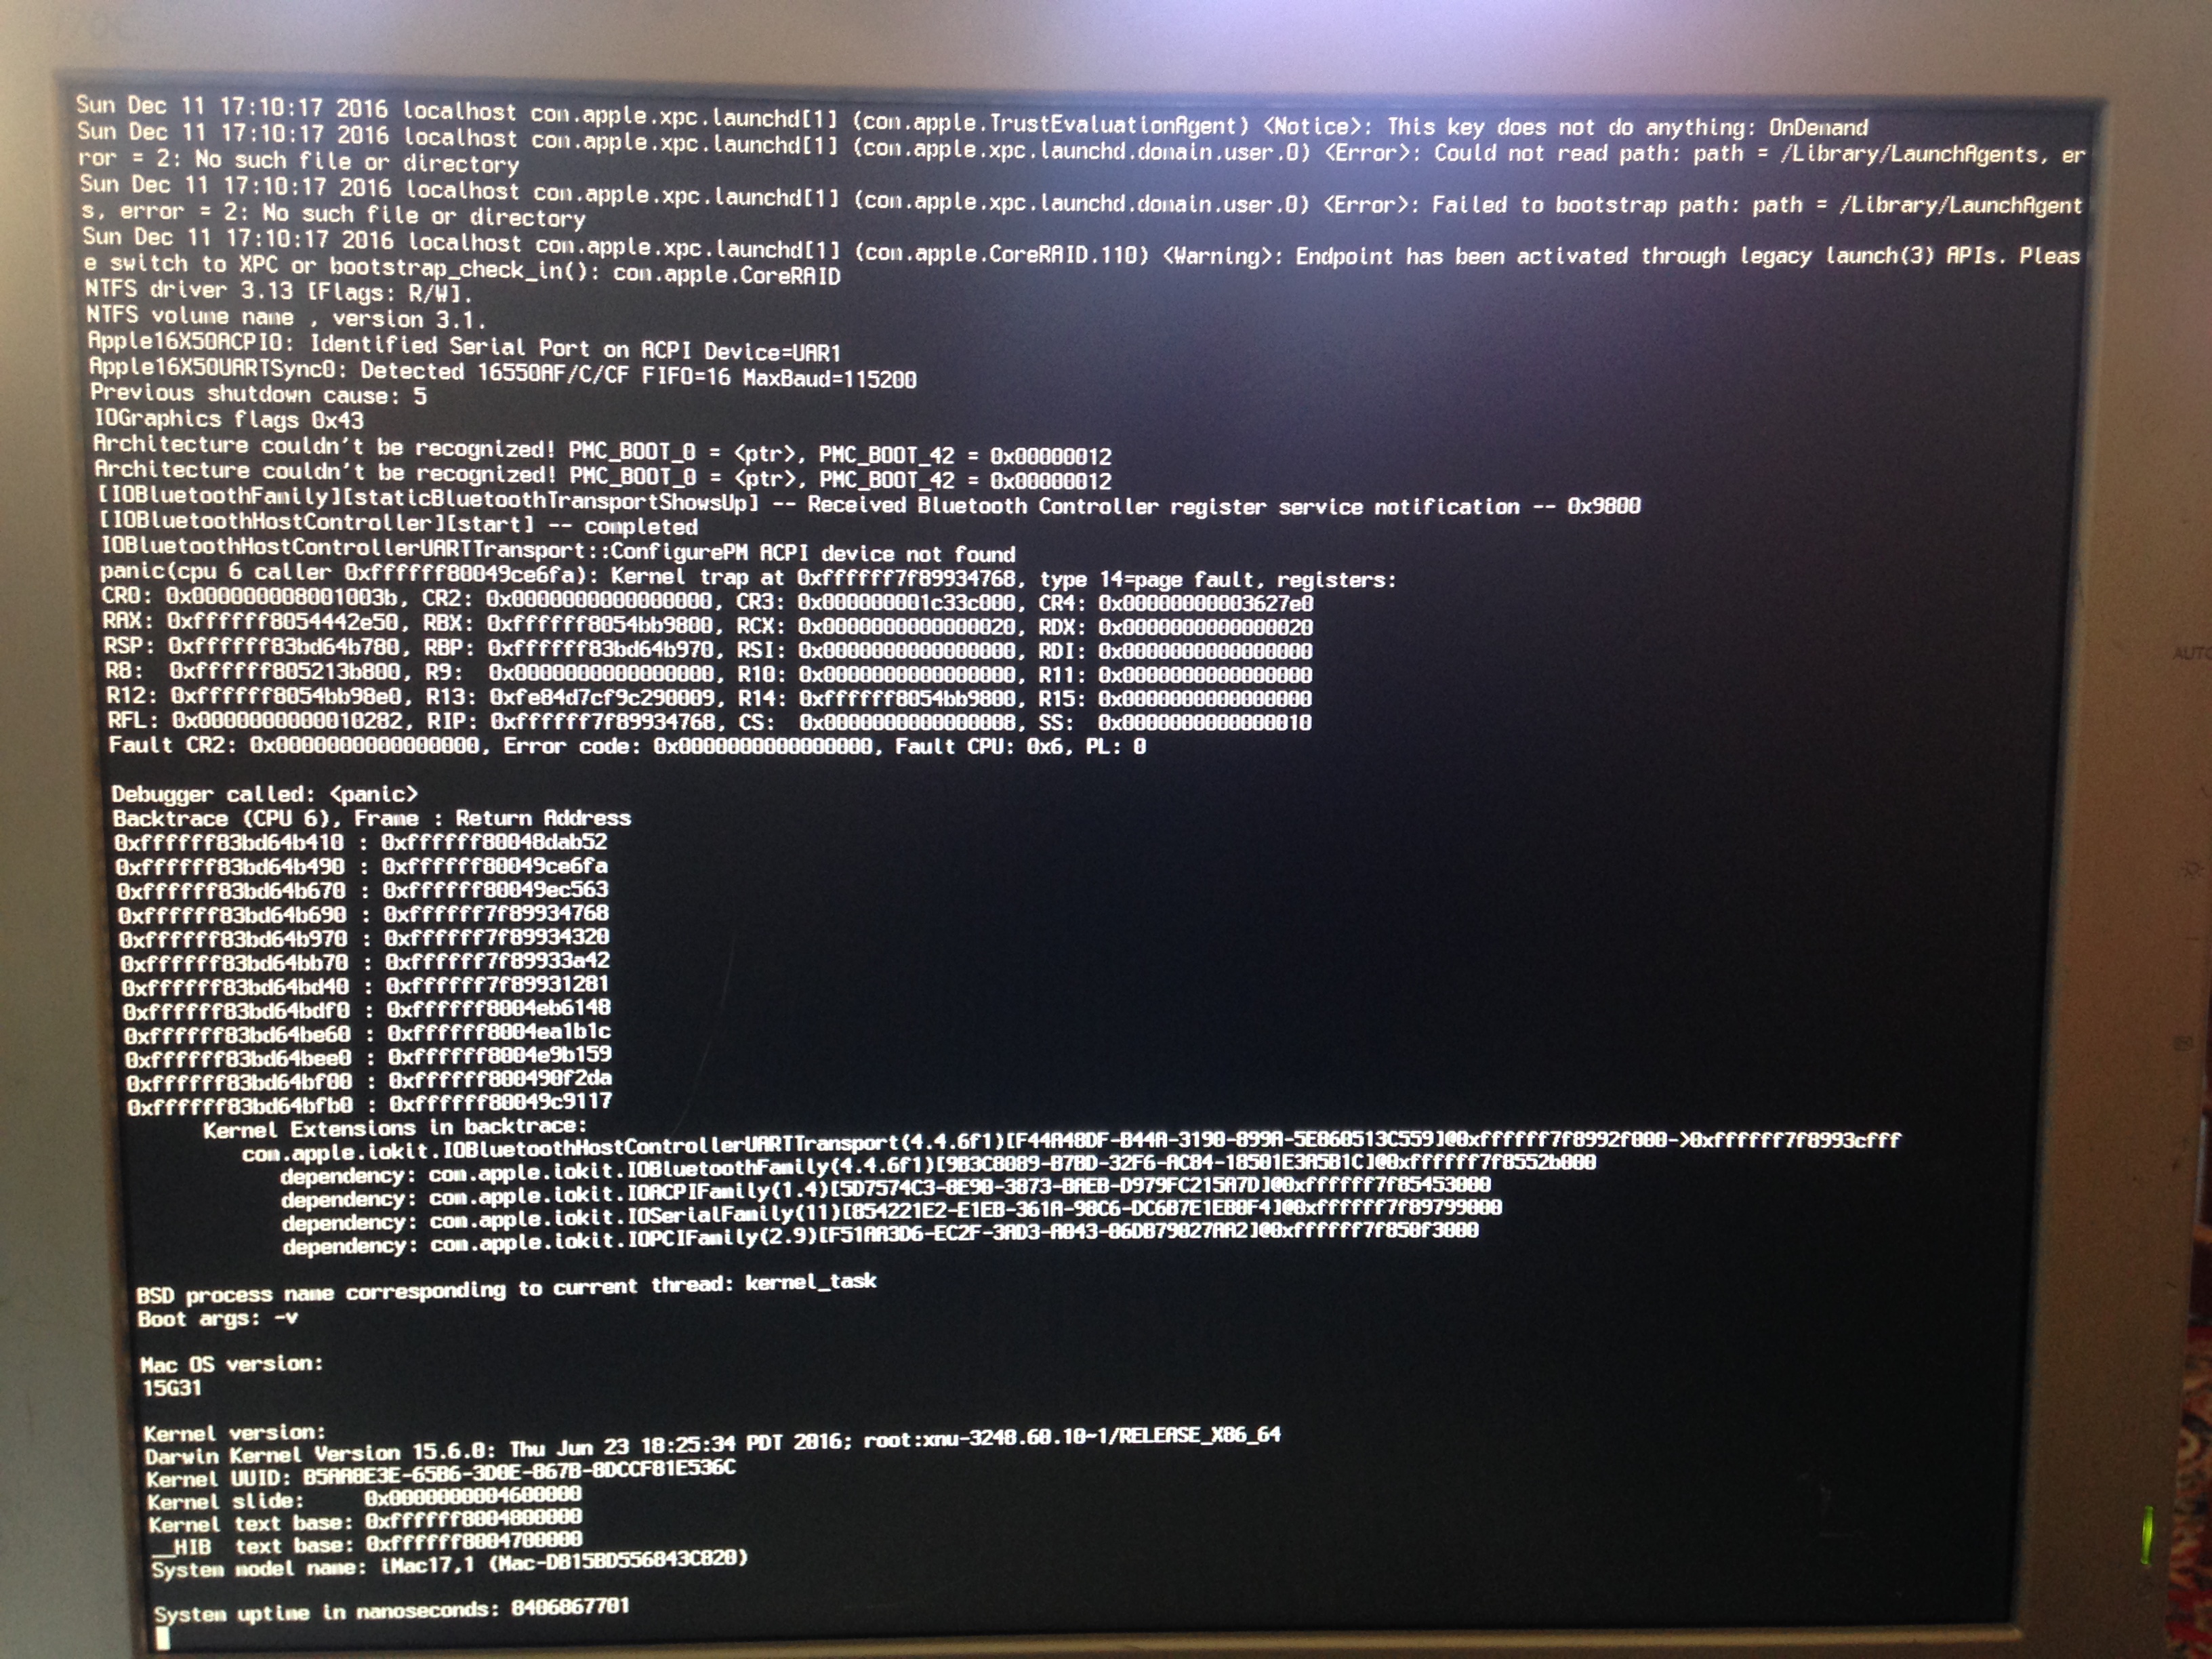 Sun Dec 11 17:10:17 2016 localhost com.apple.xpc.launchd[1] (com.apple.TrustEvaluationAgent) <Notice>: This key does not do anything: OnDemand
Sun Dec 11 17:10:17 2016 localhost com.apple.xpc.launchd[1] (com.apple.xpc.launchd.domain.user.0) <Error>: Could not read path: path = /Library/LaunchAgents, er
ror = 2: No such file or directory
Sun Dec 11 17:10:17 2016 localhost com.apple.xpc.launchd[1] (com.apple.xpc.launchd.domain.user.0) <Error>: Failed to bootstrap path: path = /Library/LaunchAgent
s, error = 2: No such file or directory
Sun Dec 11 17:10:17 2016 localhost com.apple.xpc.launchd[1] (com.apple.CoreRAID.110) <Warning>: Endpoint has been activated through legacy launch(3) APIs. Pleas
e switch to XPC or bootstrap_check_in(): com.apple.CoreRAID
NTFS driver 3.13 [Flags: R/W].
NTFS volume name , version 3.1.
Apple16X50ACPI0: Identified Serial Port on ACPI Device=UAR1
Apple16X50UARTSync0: Detected 16550AF/C/CF FIFO=16 MaxBaud=115200
Previous shutdown cause: 5
IOGraphics flags 0x43
Architecture couldn't be recognized! PMC_BOOT_0 = <ptr>, PMC_BOOT_42 = 0x00000012
Architecture couldn't be recognized! PMC_BOOT_0 = <ptr>, PMC_BOOT_42 = 0x00000012
[IOBluetoothFamily][staticBluetoothTransportShowsUp] -- Received Bluetooth Controller register service notification -- 0x9800
[IOBluetoothHostController][start] -- completed
IOBluetoothHostControllerUARTTransport::ConfigurePM ACPI device not found
panic(cpu 6 caller 0xffffff80049ce6fa): Kernel trap at 0xffffff7f89934768, type 14=page fault, registers:
CR0: 0x000000008001003b, CR2: 0x0000000000000000, CR3: 0x000000001c33c000, CR4: 0x00000000003627e0
RAX: 0xffffff8054442e50, RBX: 0xffffff8054bb9800, RCX: 0x0000000000000020, RDX: 0x0000000000000020
RSP: 0xffffff83bd64b780, RBP: 0xffffff83bd64b970, RSI: 0x0000000000000000, RDI: 0x0000000000000000
R8:  0xffffff805213b800, R9:  0x0000000000000000, R10: 0x0000000000000000, R11: 0x0000000000000000
R12: 0xffffff8054bb98e0, R13: 0xfe84d7cf9c290009, R14: 0xffffff8054bb9800, R15: 0x0000000000000000
RFL: 0x0000000000010282, RIP: 0xffffff7f89934768, CS:  0x0000000000000008, SS:  0x0000000000000010
Fault CR2: 0x0000000000000000, Error code: 0x0000000000000000, Fault CPU: 0x6, PL: 0
Debugger called: <panic>
Backtrace (CPU 6), Frame : Return Address
0xffffff83bd64b410 : 0xffffff80048dab52
0xffffff83bd64b490 : 0xffffff80049ce6fa
0xffffff83bd64b670 : 0xffffff80049ec563
0xffffff83bd64b690 : 0xffffff7f89934768
0xffffff83bd64b970 : 0xffffff7f89934320
0xffffff83bd64bb70 : 0xffffff7f89933a42
0xffffff83bd64bd40 : 0xffffff7f89931281
0xffffff83bd64bdf0 : 0xffffff8004eb6148
0xffffff83bd64be60 : 0xffffff8004ea1b1c
0xffffff83bd64bee0 : 0xffffff8004e9b159
0xffffff83bd64bf00 : 0xffffff800490f2da
0xffffff83bd64bfb0 : 0xffffff80049c9117
Kernel Extensions in backtrace:
com.apple.iokit.IOBluetoothHostControllerUARTTransport(4.4.6f1)[F44A48DF-B44A-3190-899A-5E860513C559]@0xffffff7f8992f000->0xffffff7f8993cfff
dependency: com.apple.iokit.IOBluetoothFamily(4.4.6f1)[9B3C8089-B7BD-32F6-AC84-18501E3A5B1C]@0xffffff7f8552b000
dependency: com.apple.iokit.IOACPIFamily(1.4)[5D7574C3-8E90-3873-BAEB-D979FC215A7D]@0xffffff7f85453000
dependency: com.apple.iokit.IOSerialFamily(11)[854221E2-E1EB-361A-98C6-DC6B7E1EB0F4]@0xffffff7f89799000
dependency: com.apple.iokit.IOPCIFamily(2.9)[F51AA3D6-EC2F-3AD3-A043-06DB79027AA2]@0xffffff7f850f3000
BSD process name corresponding to current thread: kernel_task
Boot args: -v
Mac OS version:
15G31
Kernel version:
Darwin Kernel Version 15.6.0: Thu Jun 23 18:25:34 PDT 2016; root:xnu-3248.60.10~1/RELEASE_X86_64
Kernel UUID: B5AA8E3E-65B6-3D0E-867B-8DCCF81E536C
Kernel slide:     0x0000000004600000
Kernel text base: 0xffffff8004800000
__HIB  text base: 0xffffff8004700000
System model name: iMac17,1 (Mac-DB15BD556843C820)
System uptime in nanoseconds: 8406867701